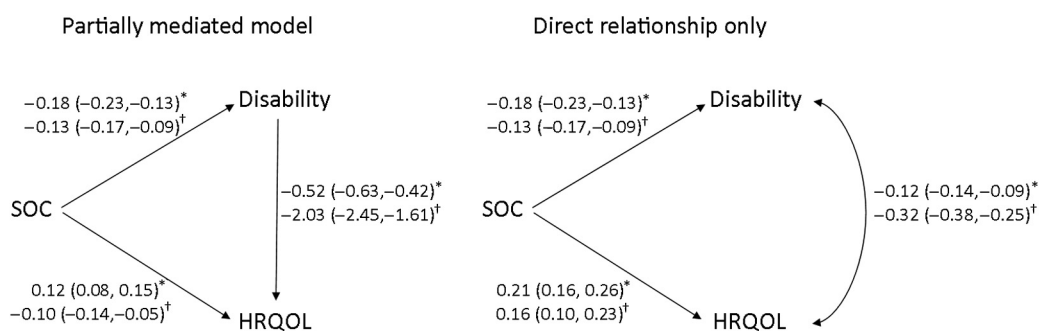 Partially mediated model
−0.18 (−0.23,−0.13)*
−0.13 (−0.17,−0.09)†
Disability
−0.52 (−0.63,−0.42)*
−2.03 (−2.45,−1.61)†
SOC
0.12 (0.08, 0.15)*
−0.10 (−0.14,−0.05)†
HRQOL
Direct relationship only
−0.18 (−0.23,−0.13)*
−0.13 (−0.17,−0.09)†
Disability
−0.12 (−0.14,−0.09)*
−0.32 (−0.38,−0.25)†
SOC
0.21 (0.16, 0.26)*
0.16 (0.10, 0.23)†
HRQOL